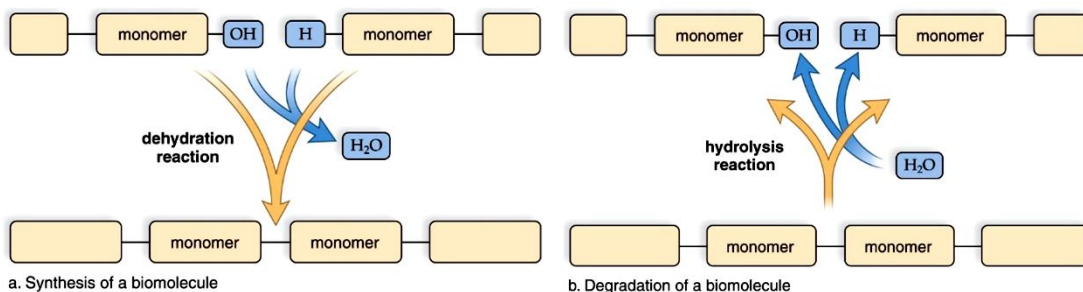 monomer OH H monomer
dehydration
reaction
H₂O
monomer monomer
a. Synthesis of a biomolecule
monomer OH H monomer
hydrolysis
reaction
H₂O
monomer monomer
b. Degradation of a biomolecule